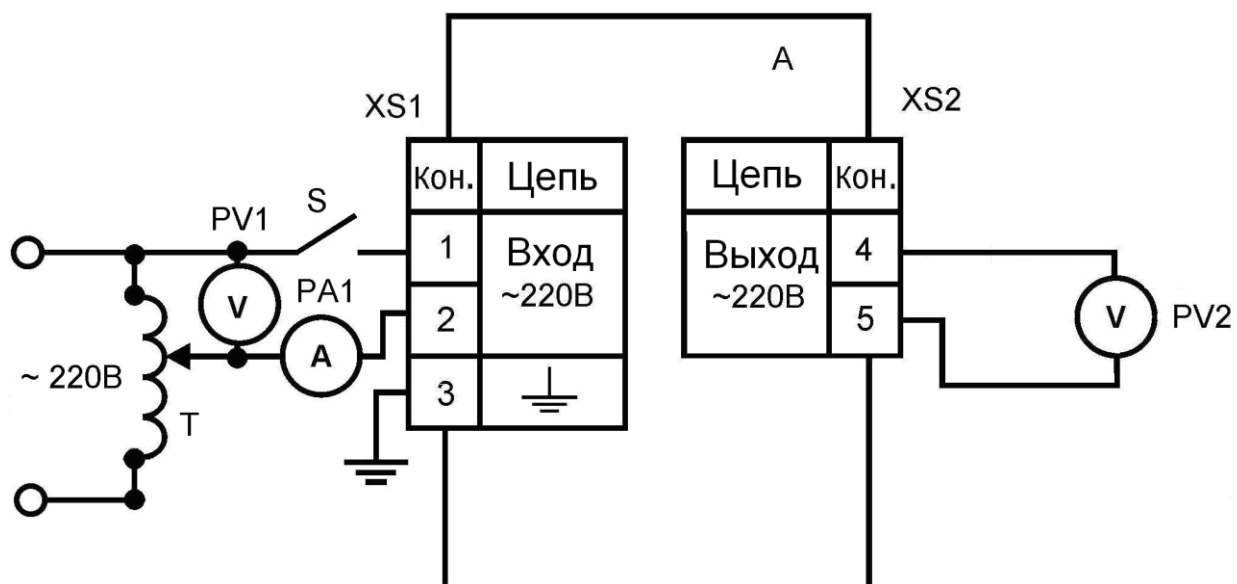 А
XS1
XS2
Кон.
Цепь
Цепь
Кон.
PV1
S
1
Вход
~220В
Выход
~220В
4
V
PA1
2
5
V
PV2
А
~ 220В
T
3